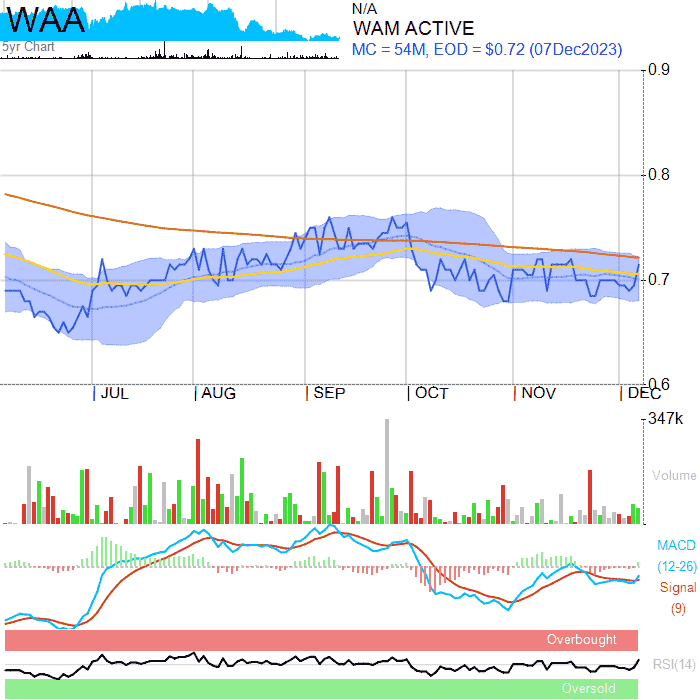 WAA
5yr Chart
N/A
WAM ACTIVE
MC = 54M, EOD = $0.72 (07Dec2023)
0.9
0.8
0.7
0.6
JUL AUG SEP OCT NOV DEC
347k
Volume
MACD
(12-26)
Signal
(9)
Overbought
RSI(14)
Oversold